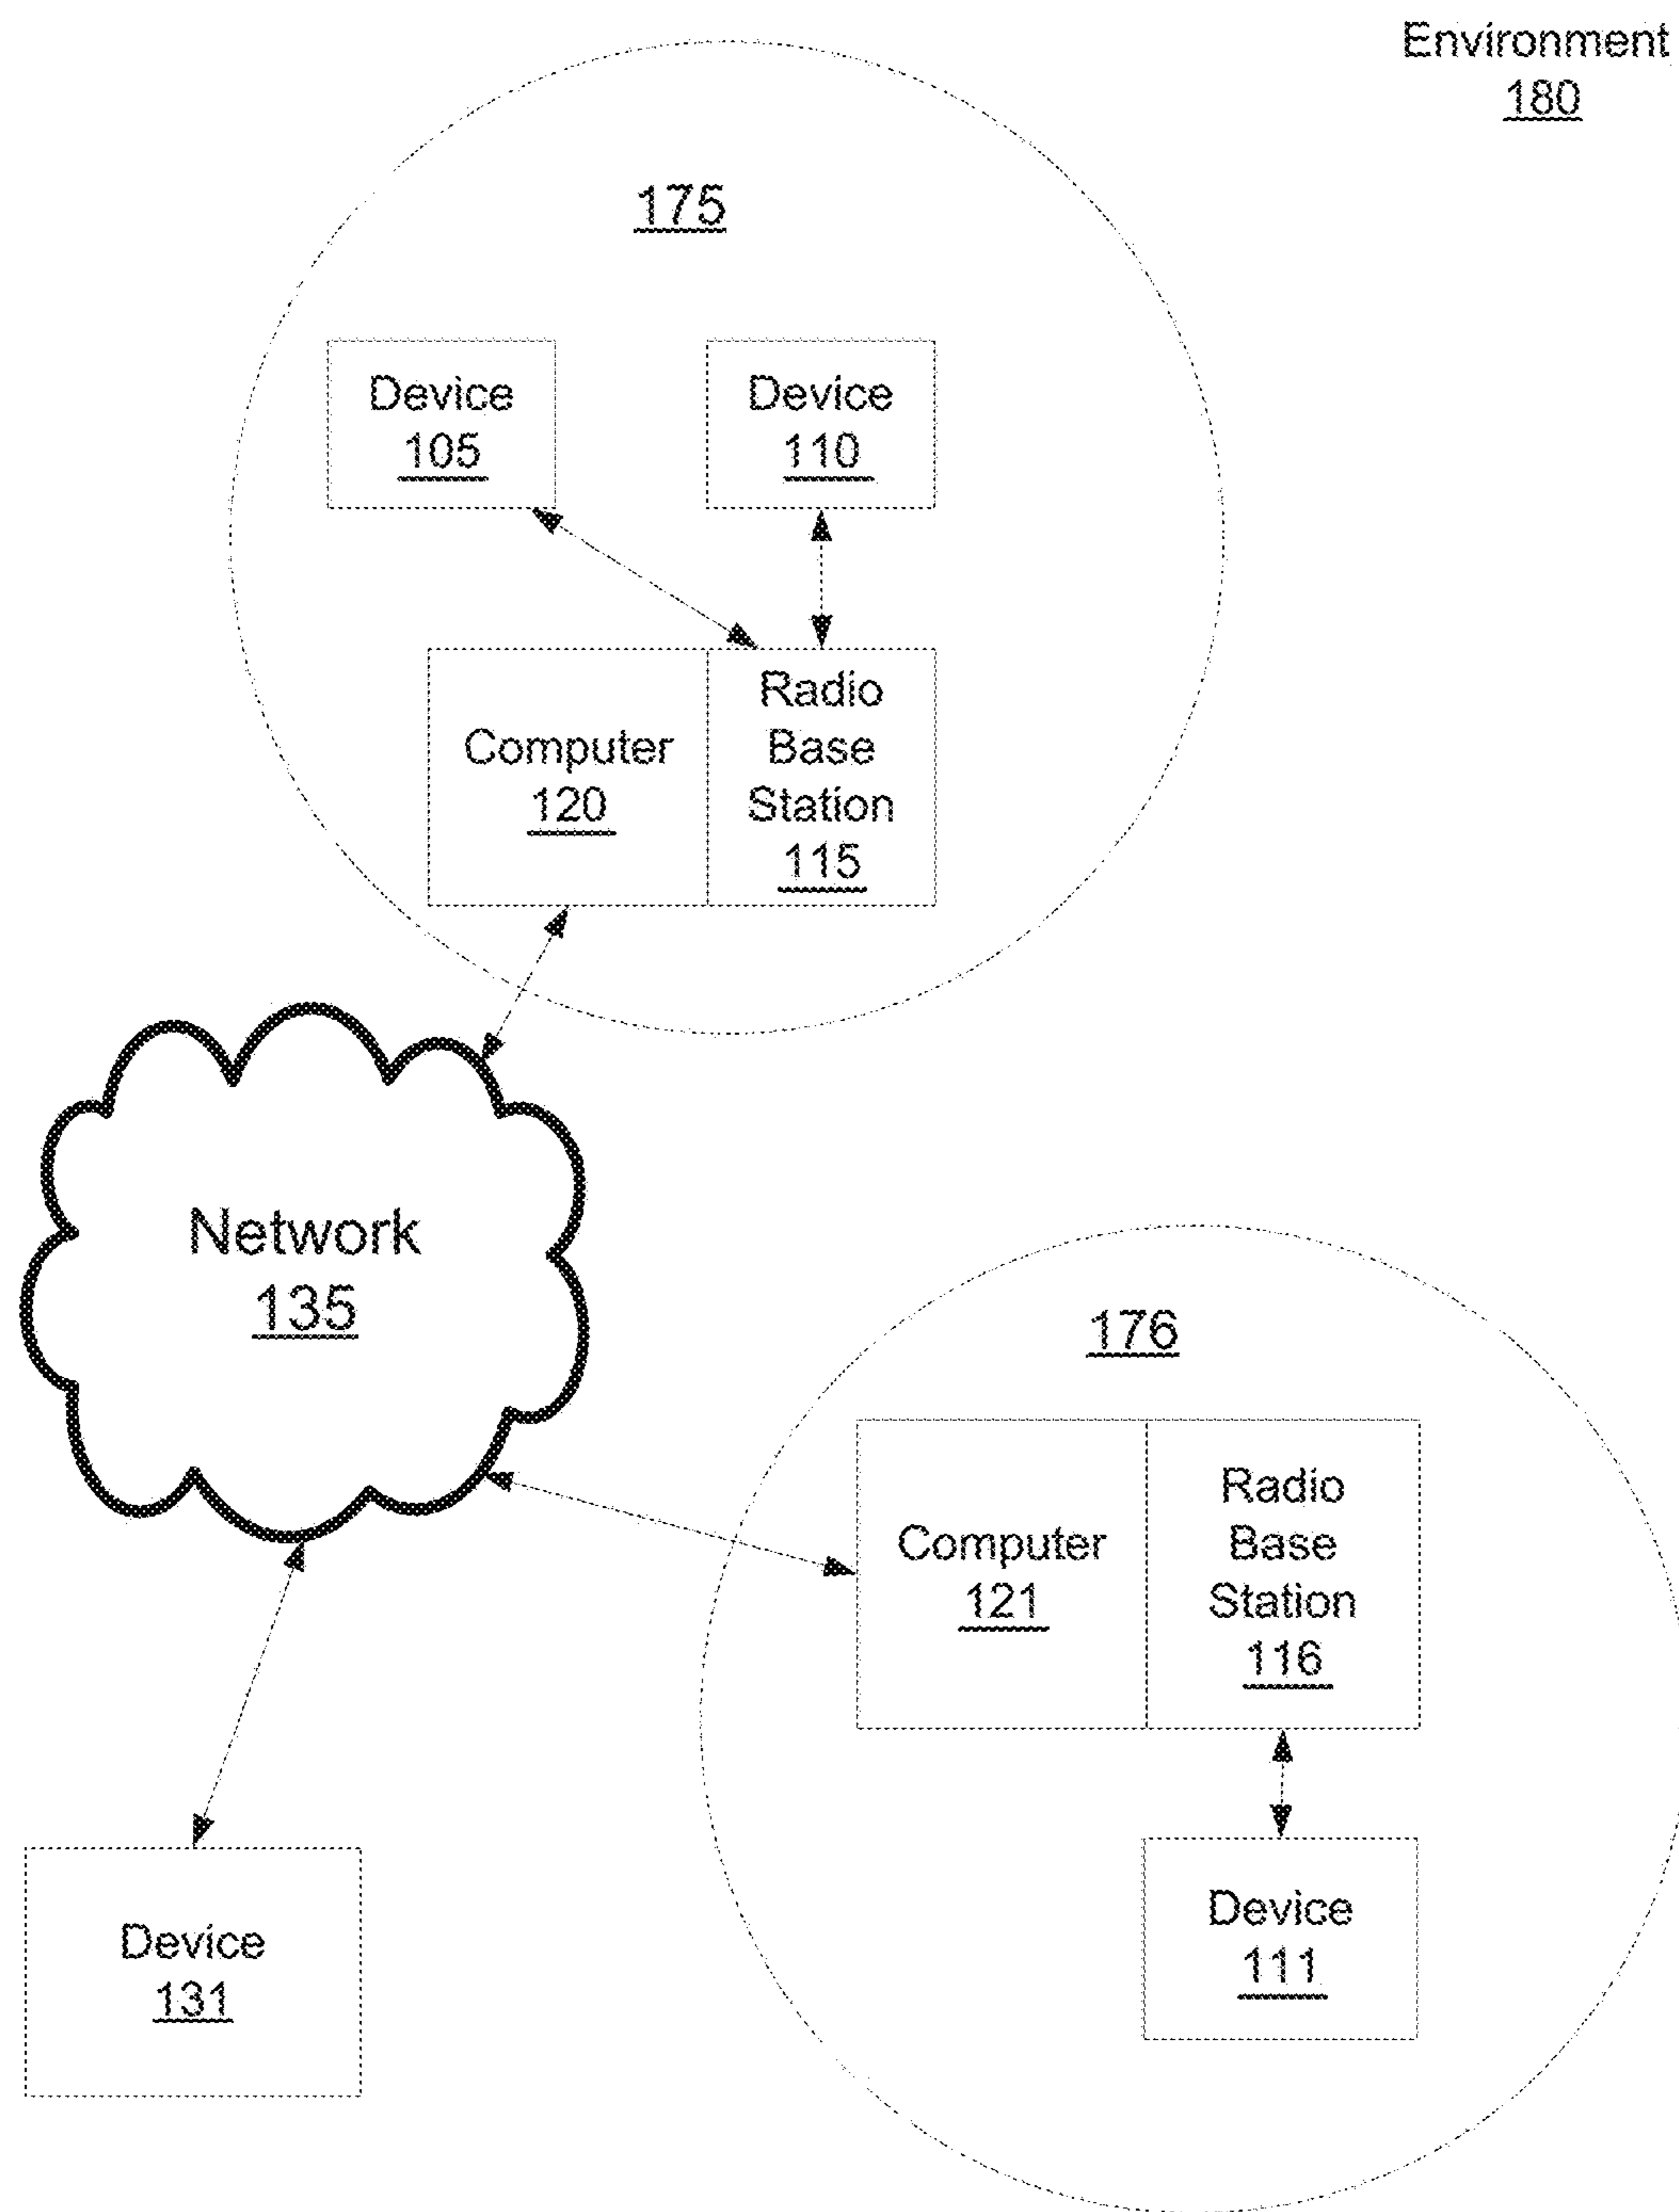 Environment
180
175
Device
105
Device
110
Computer
120
Radio
Base
Station
115
Network
135
176
Computer
121
Radio
Base
Station
116
Device
111
Device
131